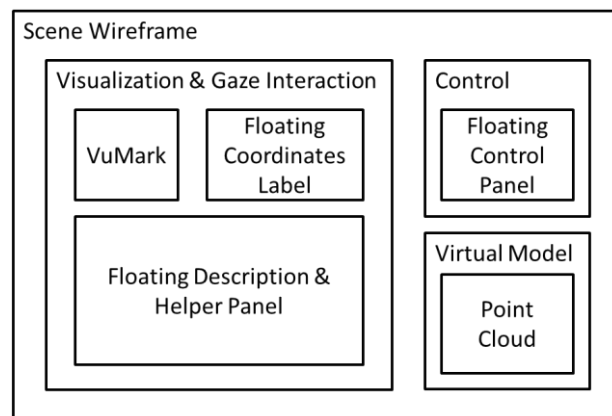 Scene Wireframe
Visualization & Gaze Interaction
VuMark
Floating
Coordinates
Label
Floating Description &
Helper Panel
Control
Floating
Control
Panel
Virtual Model
Point
Cloud